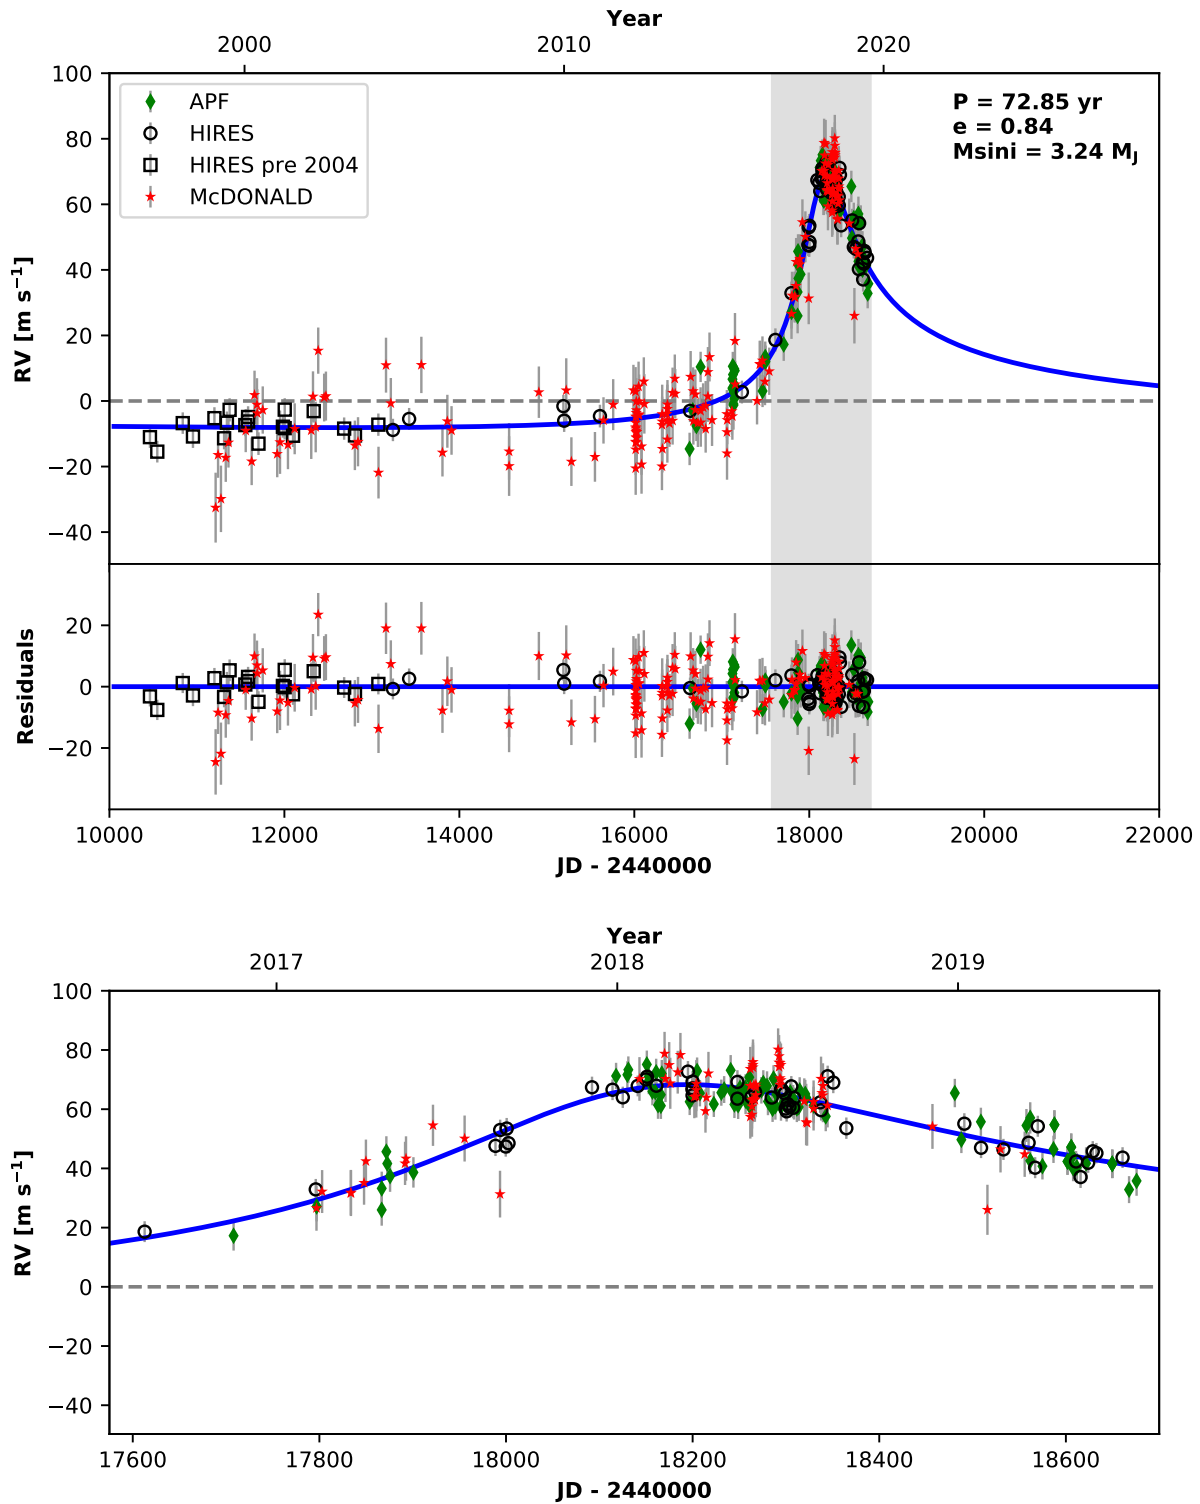 Year
2000 2010 2020
100
80
60
40
20
0
−20
−40
RV [m s⁻¹]
APF
HIRES
HIRES pre 2004
McDONALD
P = 72.85 yr
e = 0.84
Msini = 3.24 M_J
20
0
−20
Residuals
10000 12000 14000 16000 18000 20000 22000
JD - 2440000
Year
2017 2018 2019
100
80
60
40
20
0
−20
−40
RV [m s⁻¹]
17600 17800 18000 18200 18400 18600
JD - 2440000